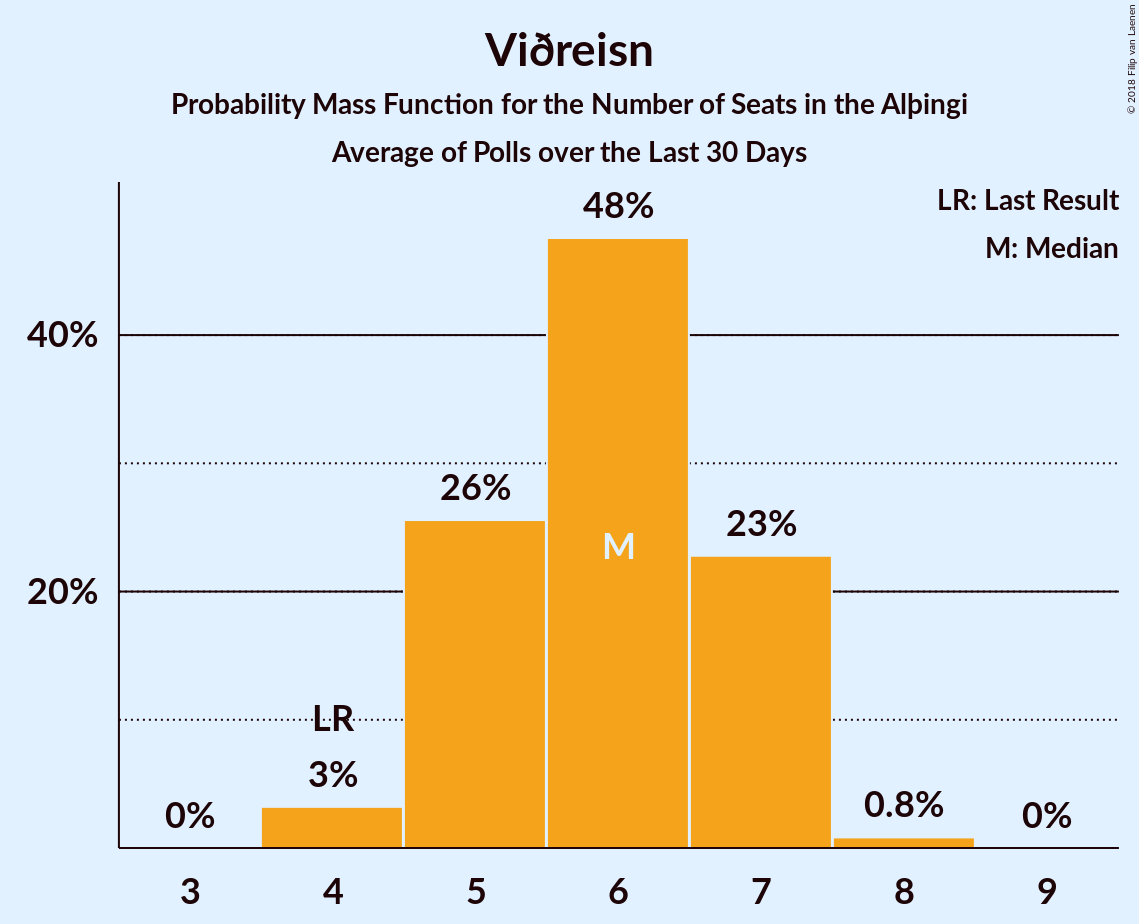 Viðreisn
Probability Mass Function for the Number of Seats in the Alþingi
Average of Polls over the Last 30 Days
© 2018 Filip van Laenen
LR: Last Result
M: Median
48%
40%
26%
23%
M
20%
LR
3%
0%
0.8%
0%
3 4 5 6 7 8 9